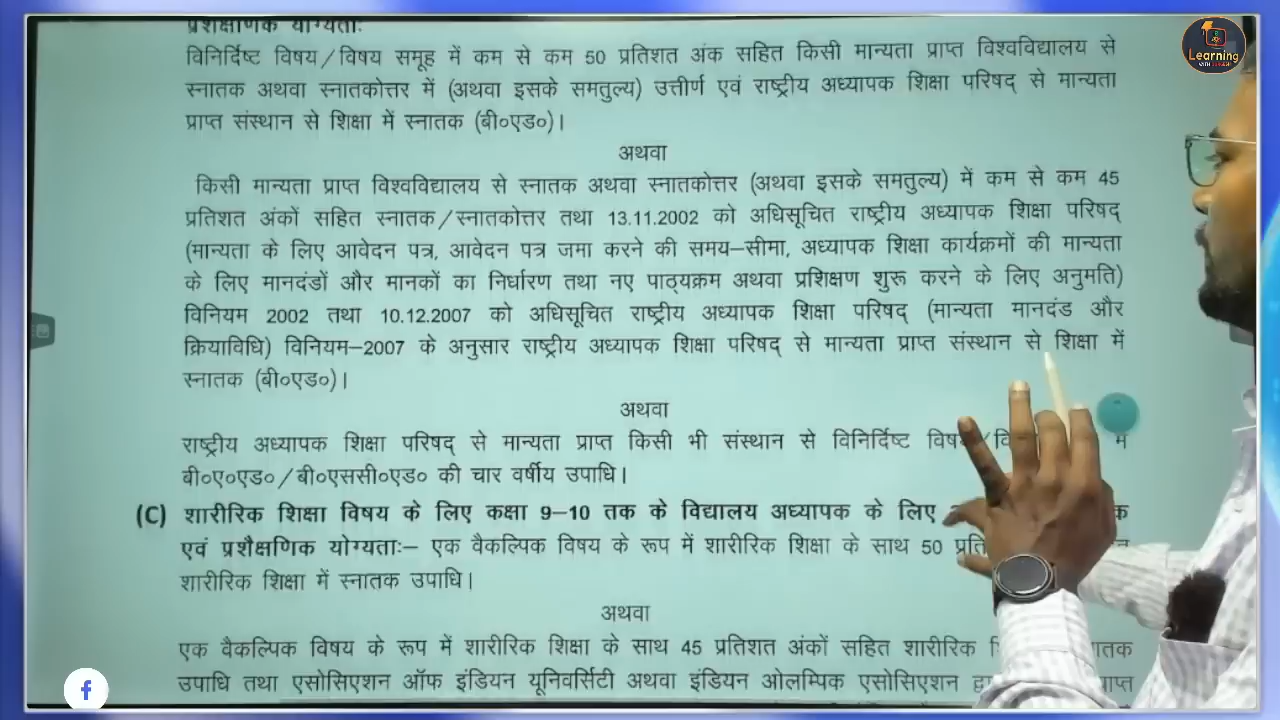 प्रशैक्षणिक योग्यताः
विनिर्दिष्ट विषय/विषय समूह में कम से कम 50 प्रतिशत अंक सहित किसी मान्यता प्राप्त विश्वविद्यालय से
स्नातक अथवा स्नातकोत्तर में (अथवा इसके समतुल्य) उत्तीर्ण एवं राष्ट्रीय अध्यापक शिक्षा परिषद् से मान्यता
प्राप्त संस्थान से शिक्षा में स्नातक (बी०एड०)।
अथवा
किसी मान्यता प्राप्त विश्वविद्यालय से स्नातक अथवा स्नातकोत्तर (अथवा इसके समतुल्य) में कम से कम 45
प्रतिशत अंकों सहित स्नातक/स्नातकोत्तर तथा 13.11.2002 को अधिसूचित राष्ट्रीय अध्यापक शिक्षा परिषद्
(मान्यता के लिए आवेदन पत्र, आवेदन पत्र जमा करने की समय–सीमा, अध्यापक शिक्षा कार्यक्रमों की मान्यता
के लिए मानदंडों और मानकों का निर्धारण तथा नए पाठ्यक्रम अथवा प्रशिक्षण शुरू करने के लिए अनुमति)
विनियम 2002 तथा 10.12.2007 को अधिसूचित राष्ट्रीय अध्यापक शिक्षा परिषद् (मान्यता मानदंड और
क्रियाविधि) विनियम–2007 के अनुसार राष्ट्रीय अध्यापक शिक्षा परिषद् से मान्यता प्राप्त संस्थान से शिक्षा में
स्नातक (बी०एड०)।
अथवा
राष्ट्रीय अध्यापक शिक्षा परिषद् से मान्यता प्राप्त किसी भी संस्थान से विनिर्दिष्ट
बी०ए०एड०/बी०एससी०एड० की चार वर्षीय उपाधि।
(C) शारीरिक शिक्षा विषय के लिए कक्षा 9–10 तक के विद्यालय अध्यापक के लिए
एवं प्रशैक्षणिक योग्यताः– एक वैकल्पिक विषय के रूप में शारीरिक शिक्षा के साथ 50
शारीरिक शिक्षा में स्नातक उपाधि।
अथवा
एक वैकल्पिक विषय के रूप में शारीरिक शिक्षा के साथ 45 प्रतिशत अंकों सहित शारीरिक
उपाधि तथा एसोसिएशन ऑफ इंडियन यूनिवर्सिटी अथवा इंडियन ओलम्पिक एसोसिएशन
Learning
f